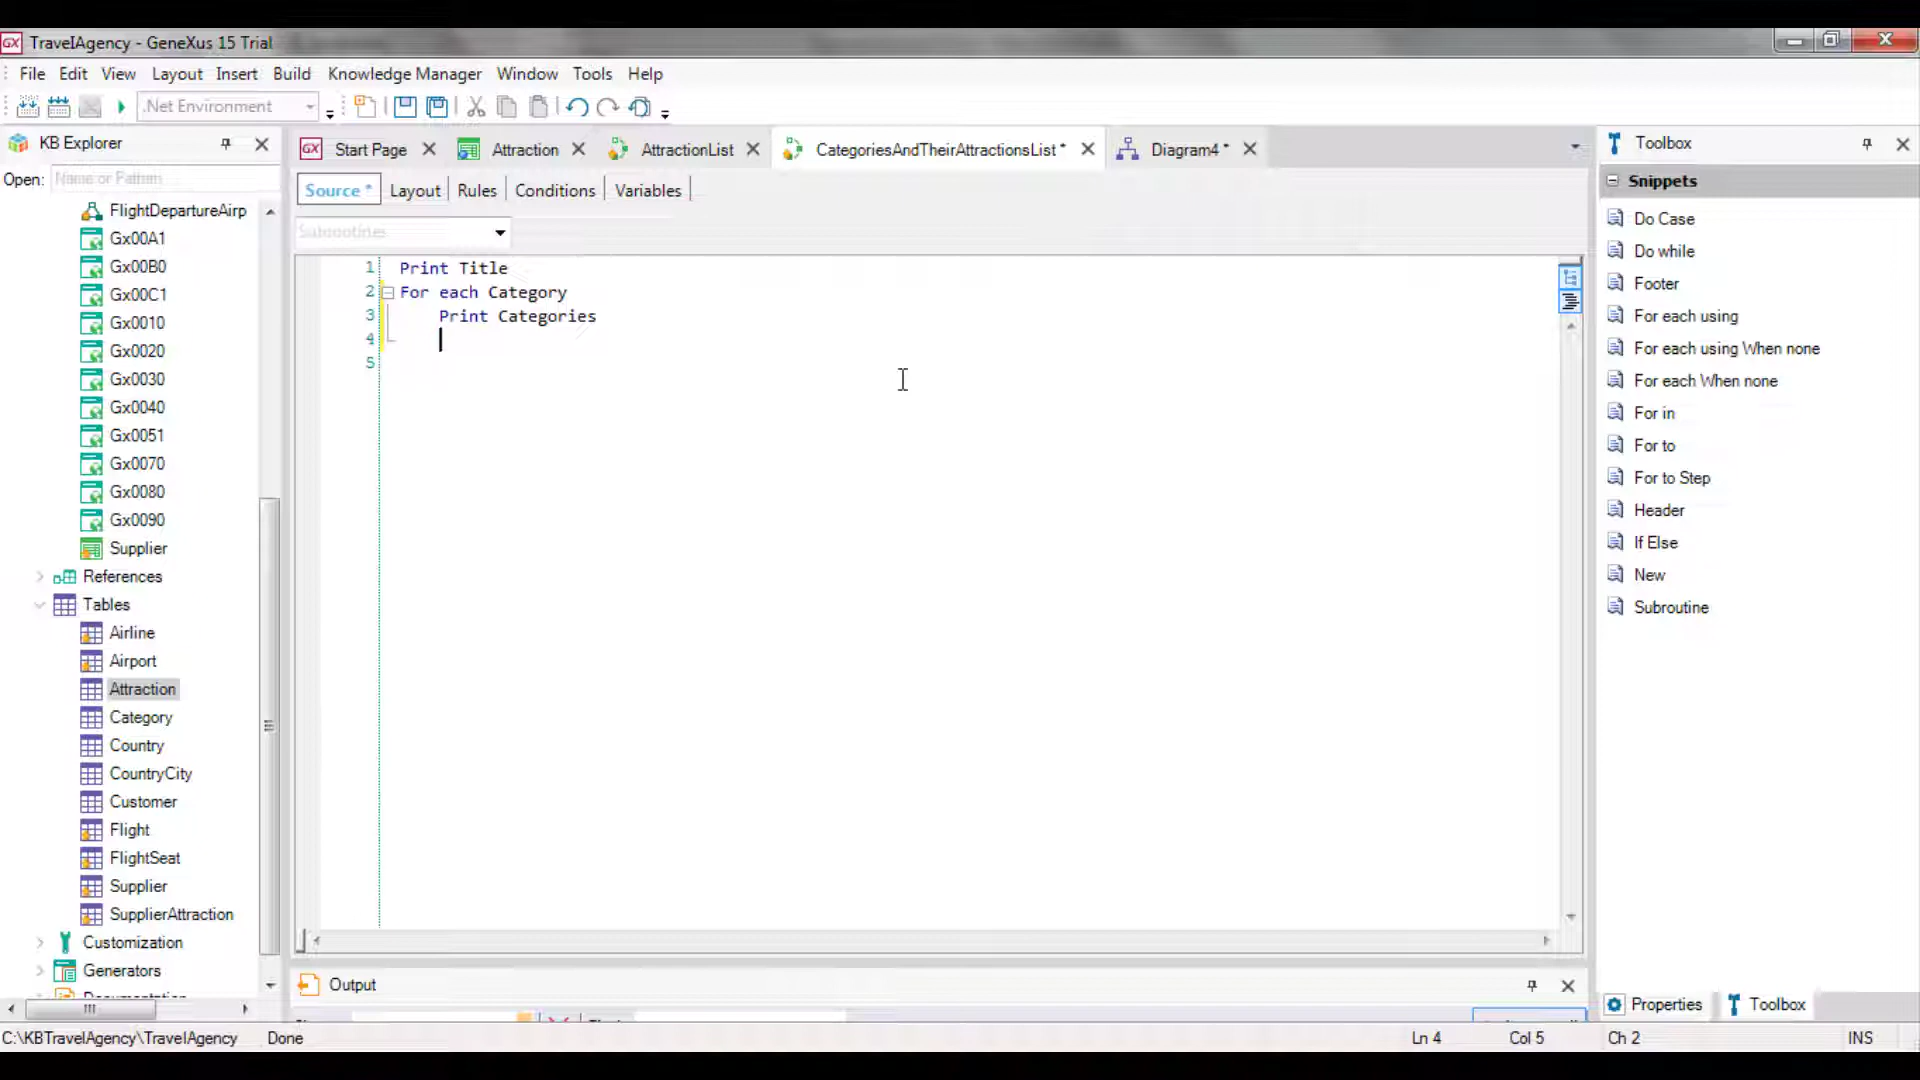 TravelAgency - GeneXus 15 Trial
File Edit View Layout Insert Build Knowledge Manager Window Tools Help
.Net Environment
KB Explorer
Start Page Attraction AttractionList CategoriesAndTheirAttractionsList * Diagram4 *
Toolbox
Open: Name or Pattern
Source * Layout Rules Conditions Variables
Snippets
Subroutines
FlightDepartureAirp
Gx00A1
Gx00B0
Gx00C1
Gx0010
Gx0020
Gx0030
Gx0040
Gx0051
Gx0070
Gx0080
Gx0090
Supplier
References
Tables
Airline
Airport
Attraction
Category
Country
CountryCity
Customer
Flight
FlightSeat
Supplier
SupplierAttraction
Customization
Generators
Documentation
1 Print Title
2 For each Category
3 Print Categories
4
5
Do Case
Do while
Footer
For each using
For each using When none
For each When none
For in
For to
For to Step
Header
If Else
New
Subroutine
Output
Properties Toolbox
C:\KBTravelAgency\TravelAgency Done Ln 4 Col 5 Ch 2 INS